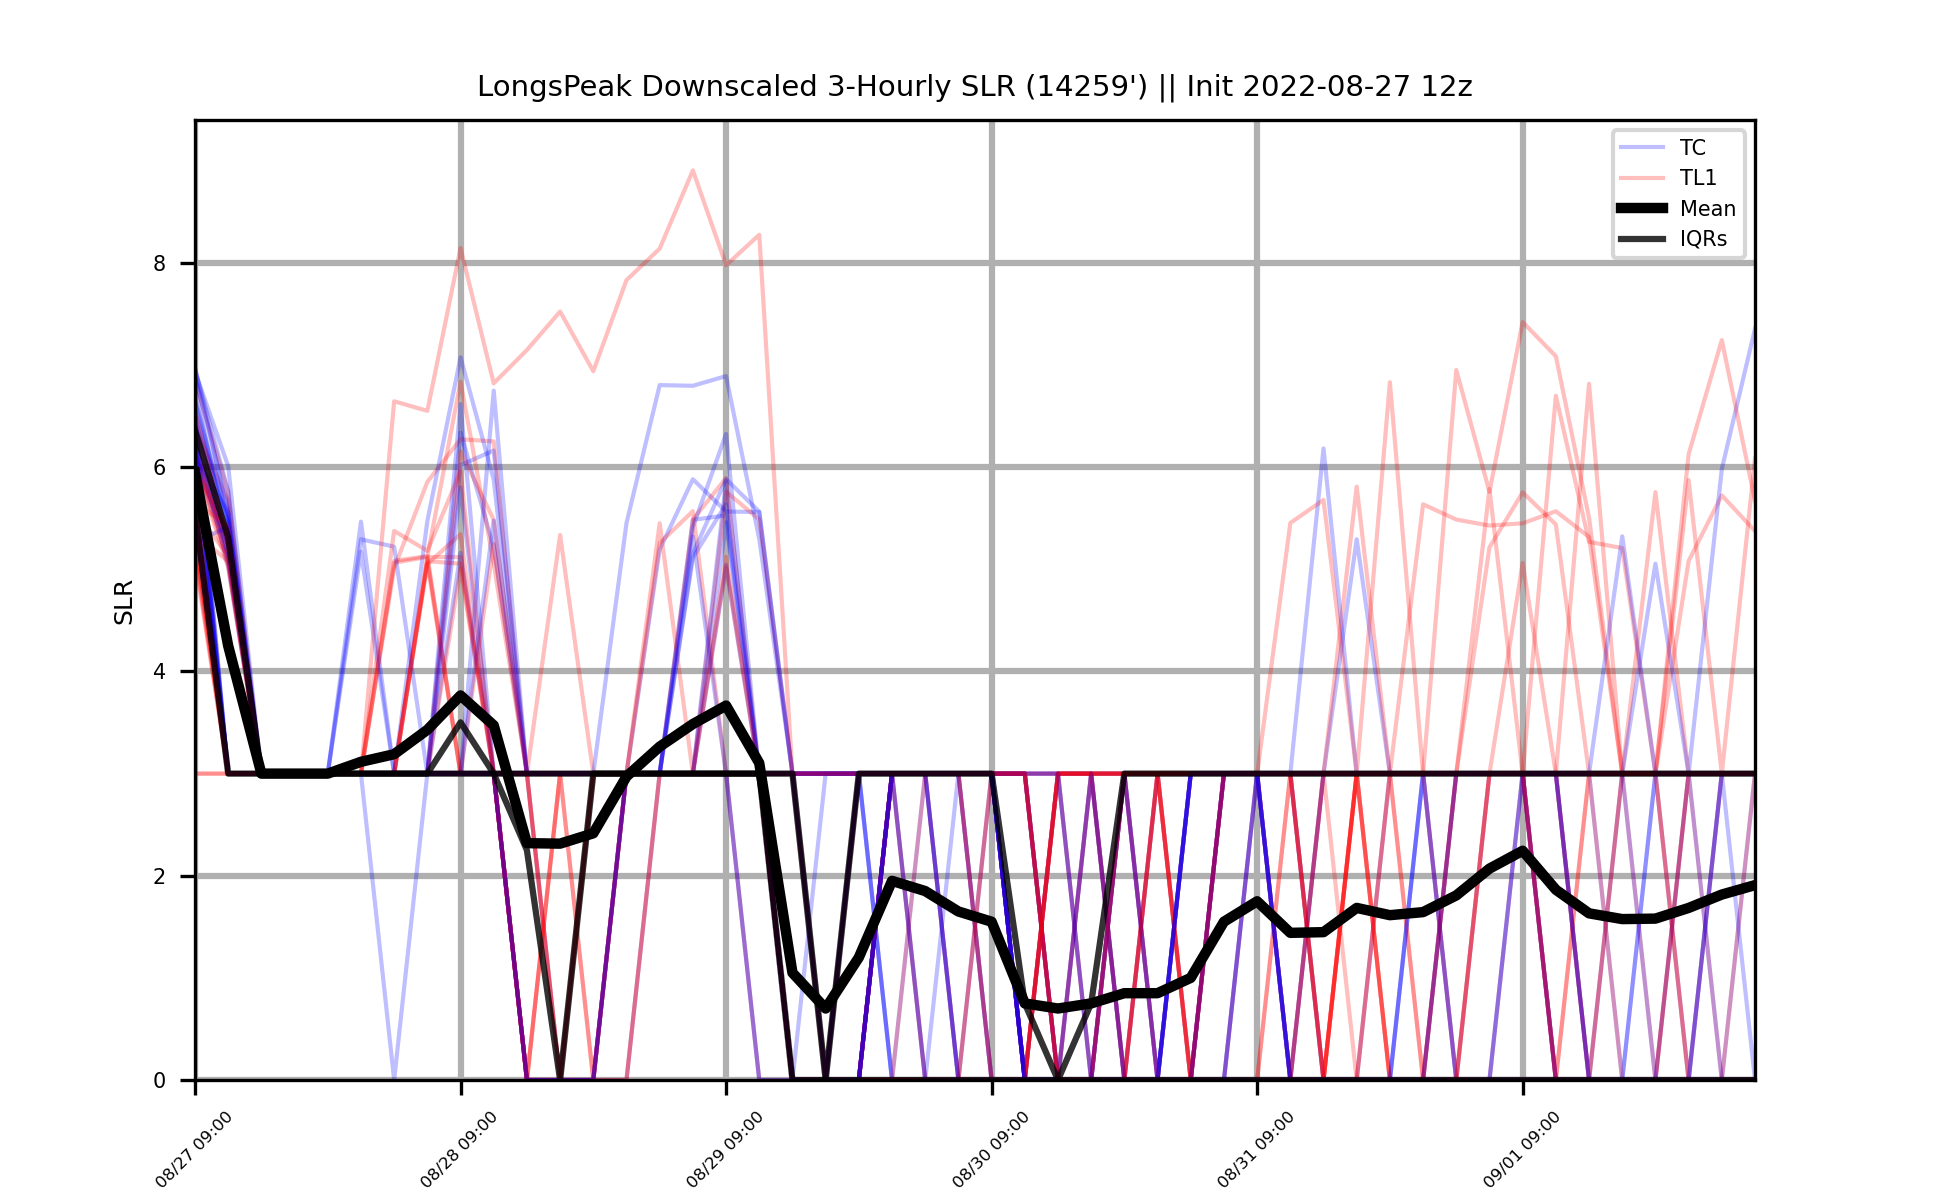 LongsPeak Downscaled 3-Hourly SLR (14259') || Init 2022-08-27 12z
TC
TL1
Mean
IQRs
SLR
8
6
4
2
0
08/27 09:00
08/28 09:00
08/29 09:00
08/30 09:00
08/31 09:00
09/01 09:00